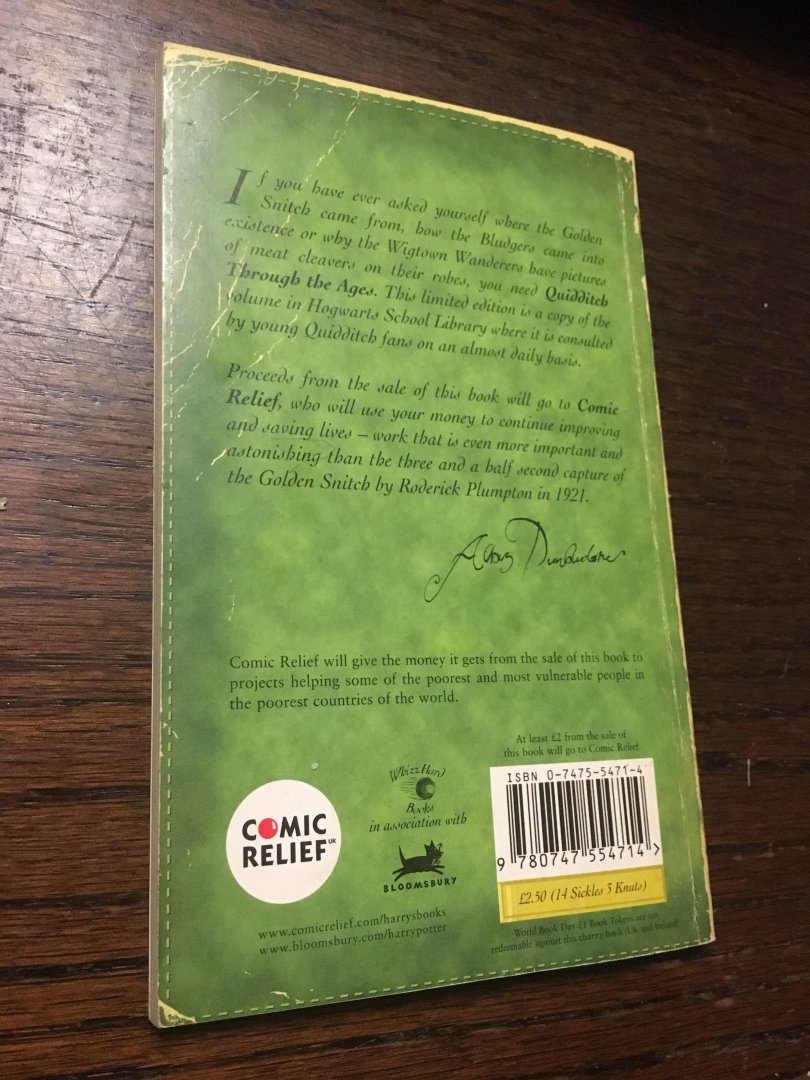 If you have ever asked yourself where the Golden
Snitch came from, how the Bludgers came into
existence or why the Wigtown Wanderers have pictures
of meat cleavers on their robes, you need Quidditch
Through the Ages. This limited edition is a copy of the
volume in Hogwarts School Library where it is consulted
by young Quidditch fans on an almost daily basis.
Proceeds from the sale of this book will go to Comic
Relief, who will use your money to continue improving
and saving lives – work that is even more important and
astonishing than the three and a half second capture of
the Golden Snitch by Roderick Plumpton in 1921.
Albus Dumbledore
Comic Relief will give the money it gets from the sale of this book to
projects helping some of the poorest and most vulnerable people in
the poorest countries of the world.
At least £2 from the sale of
this book will go to Comic Relief
ISBN 0-7475-5471-4
9 780747 554714 >
£2.50 (14 Sickles 3 Knuts)
World Book Day £1 Book Tokens are not
redeemable against this charity book (UK and Ireland)
Whizz Hard
Books
in association with
BLOOMSBURY
COMIC
RELIEF UK
www.comicrelief.com/harrysbooks
www.bloomsbury.com/harrypotter